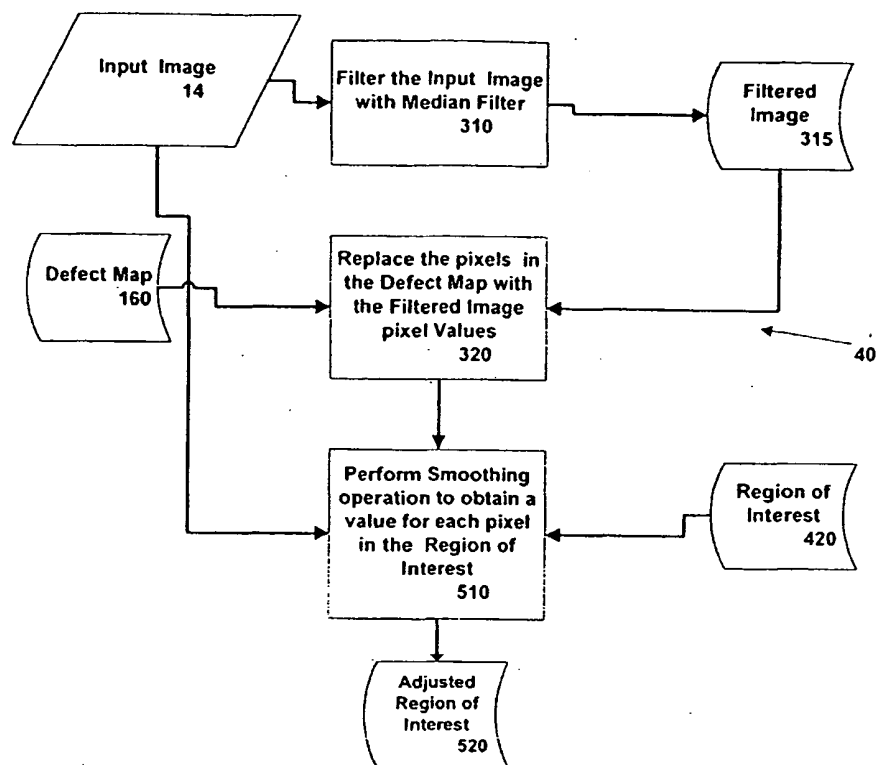 Input Image
14
Filter the Input Image
with Median Filter
310
Filtered
Image
315
Defect Map
160
Replace the pixels in
the Defect Map with
the Filtered Image
pixel Values
320
40
Perform Smoothing
operation to obtain a
value for each pixel
in the Region of
Interest
510
Region of
Interest
420
Adjusted
Region of
Interest
520